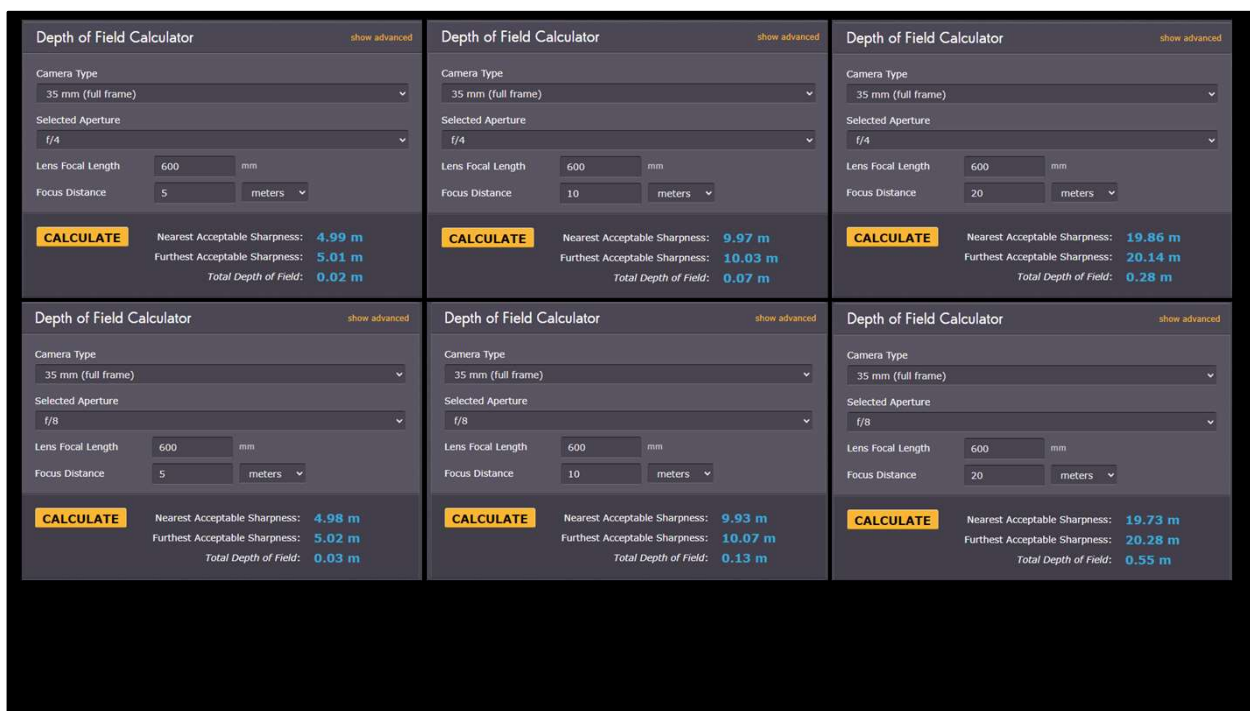 Depth of Field Calculator show advanced
Camera Type
35 mm (full frame)
Selected Aperture
f/4
Lens Focal Length 600 mm
Focus Distance 5 meters
CALCULATE Nearest Acceptable Sharpness: 4.99 m
Furthest Acceptable Sharpness: 5.01 m
Total Depth of Field: 0.02 m
Depth of Field Calculator show advanced
Camera Type
35 mm (full frame)
Selected Aperture
f/4
Lens Focal Length 600 mm
Focus Distance 10 meters
CALCULATE Nearest Acceptable Sharpness: 9.97 m
Furthest Acceptable Sharpness: 10.03 m
Total Depth of Field: 0.07 m
Depth of Field Calculator show advanced
Camera Type
35 mm (full frame)
Selected Aperture
f/4
Lens Focal Length 600 mm
Focus Distance 20 meters
CALCULATE Nearest Acceptable Sharpness: 19.86 m
Furthest Acceptable Sharpness: 20.14 m
Total Depth of Field: 0.28 m
Depth of Field Calculator show advanced
Camera Type
35 mm (full frame)
Selected Aperture
f/8
Lens Focal Length 600 mm
Focus Distance 5 meters
CALCULATE Nearest Acceptable Sharpness: 4.98 m
Furthest Acceptable Sharpness: 5.02 m
Total Depth of Field: 0.03 m
Depth of Field Calculator show advanced
Camera Type
35 mm (full frame)
Selected Aperture
f/8
Lens Focal Length 600 mm
Focus Distance 10 meters
CALCULATE Nearest Acceptable Sharpness: 9.93 m
Furthest Acceptable Sharpness: 10.07 m
Total Depth of Field: 0.13 m
Depth of Field Calculator show advanced
Camera Type
35 mm (full frame)
Selected Aperture
f/8
Lens Focal Length 600 mm
Focus Distance 20 meters
CALCULATE Nearest Acceptable Sharpness: 19.73 m
Furthest Acceptable Sharpness: 20.28 m
Total Depth of Field: 0.55 m